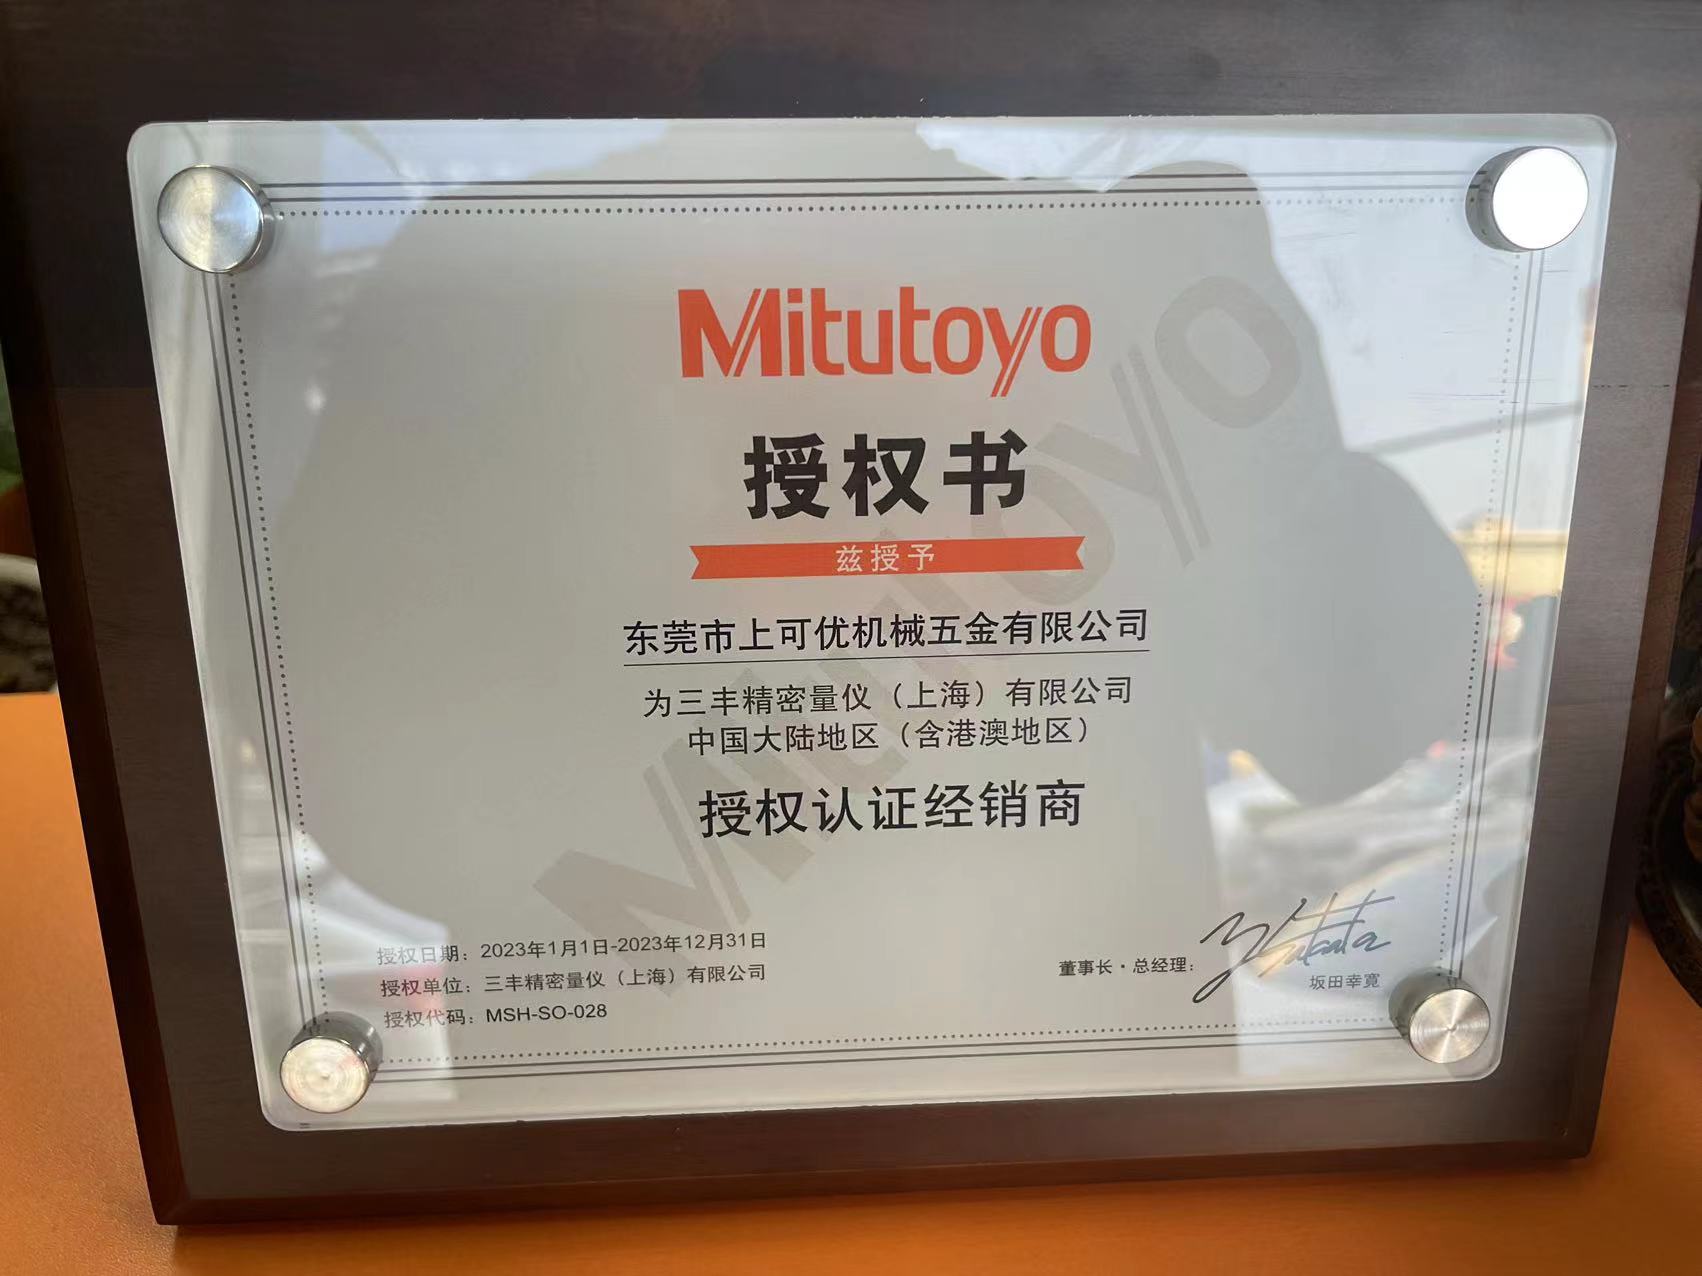 Mitutoyo
授权书
兹授予
东莞市上可优机械五金有限公司
为三丰精密量仪（上海）有限公司
中国大陆地区（含港澳地区）
授权认证经销商
授权日期：2023年1月1日-2023年12月31日
授权单位：三丰精密量仪（上海）有限公司
授权代码：MSH-SO-028
董事长·总经理：
坂田幸寛
Mitutoyo